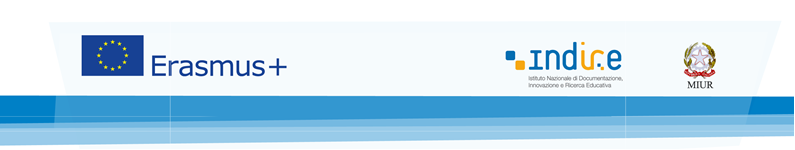 Erasmus+
indire
Istituto Nazionale di Documentazione,
Innovazione e Ricerca Educativa
MIUR